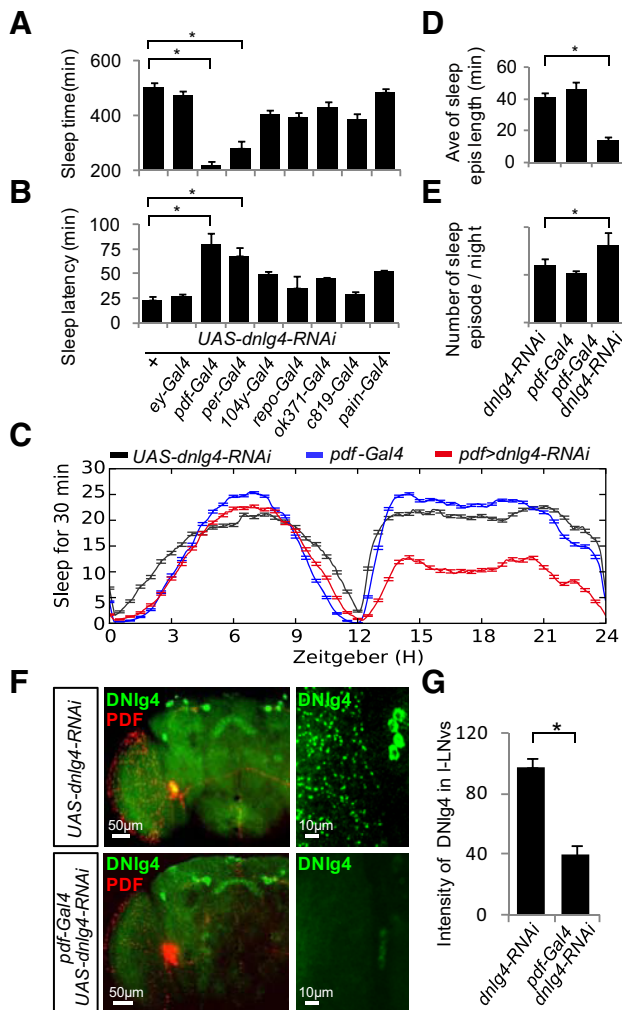 A
Sleep time(min)
600
400
200
*
*
B
Sleep latency (min)
100
75
50
25
0
*
*
UAS-dnlg4-RNAi
+
ey-Gal4
pdf-Gal4
per-Gal4
104y-Gal4
repo-Gal4
ok371-Gal4
c819-Gal4
pain-Gal4
D
Ave of sleep
epis length (min)
60
40
20
0
*
E
Number of sleep
episode / night
*
dnlg4-RNAi
pdf-Gal4
pdf-Gal4
dnlg4-RNAi
C
UAS-dnlg4-RNAi
pdf-Gal4
pdf>dnlg4-RNAi
Sleep for 30 min
30
25
20
15
10
5
0
0
3
6
9
12
15
18
21
24
Zeitgeber (H)
F
UAS-dnlg4-RNAi
DNlg4
PDF
50µm
DNlg4
10µm
pdf-Gal4
UAS-dnlg4-RNAi
DNlg4
PDF
50µm
DNlg4
10µm
G
Intensity of DNlg4 in l-LNvs
120
80
40
0
*
dnlg4-RNAi
pdf-Gal4
dnlg4-RNAi